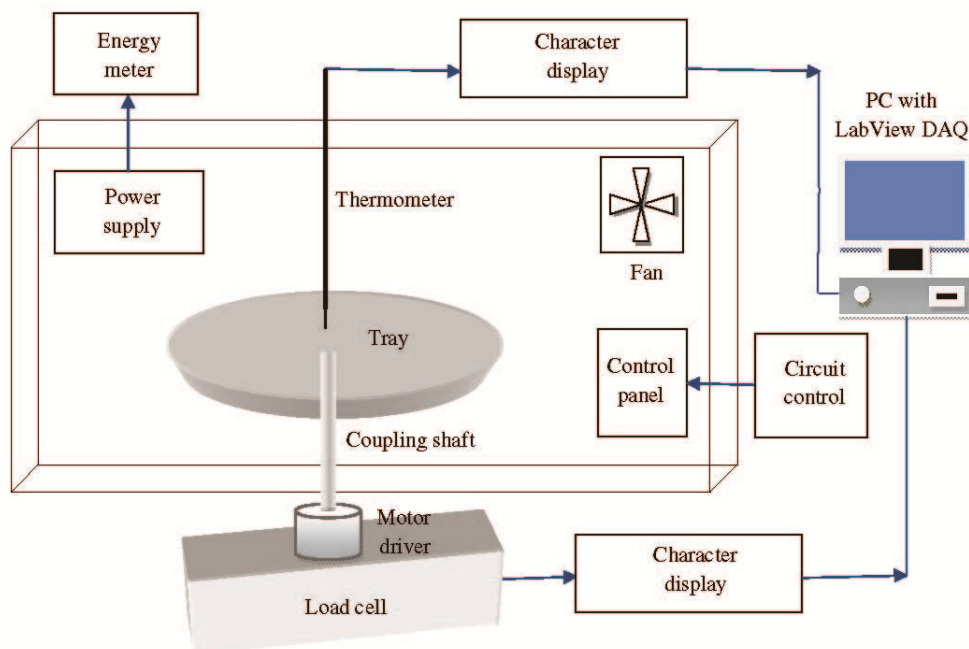 Energy
meter
Character
display
PC with
LabView DAQ
Power
supply
Thermometer
Fan
Tray
Control
panel
Circuit
control
Coupling shaft
Motor
driver
Character
display
Load cell